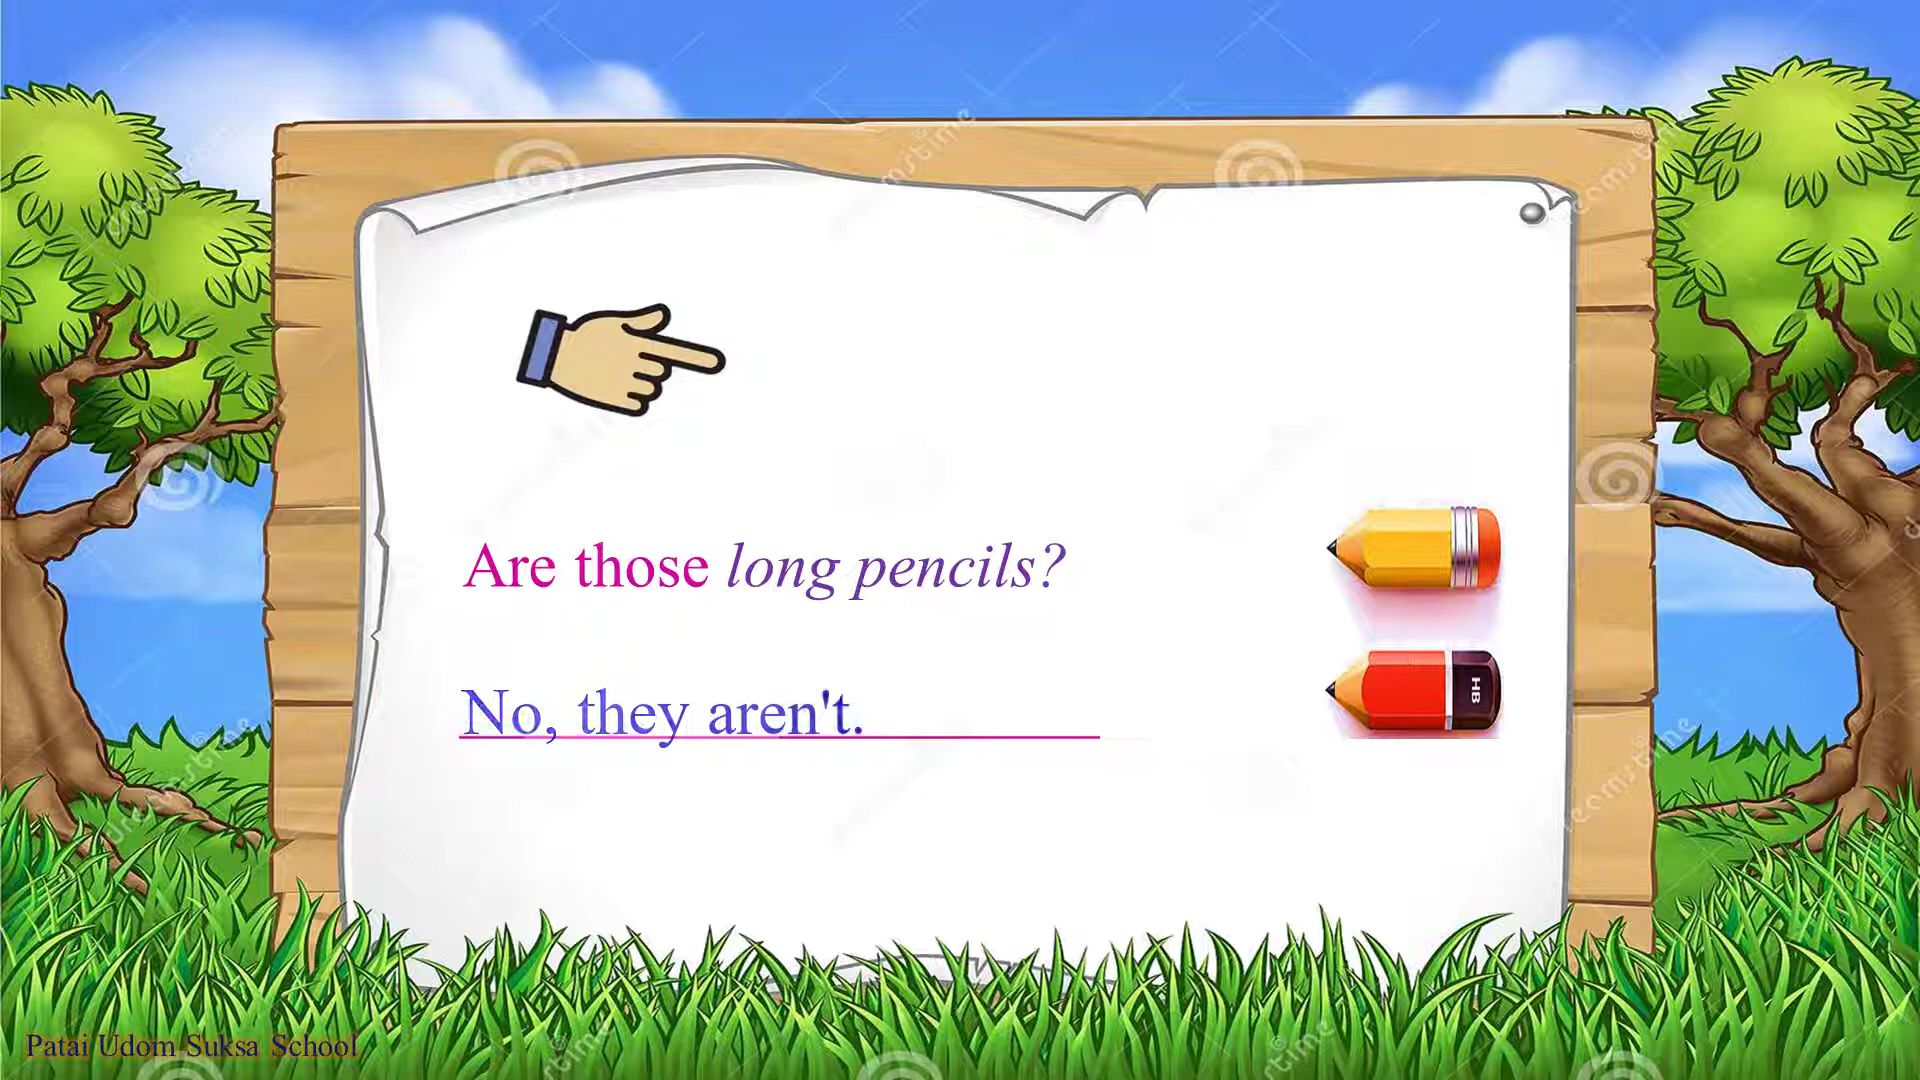 Are those long pencils?
HB
No, they aren't.
Patai Udom Suksa School